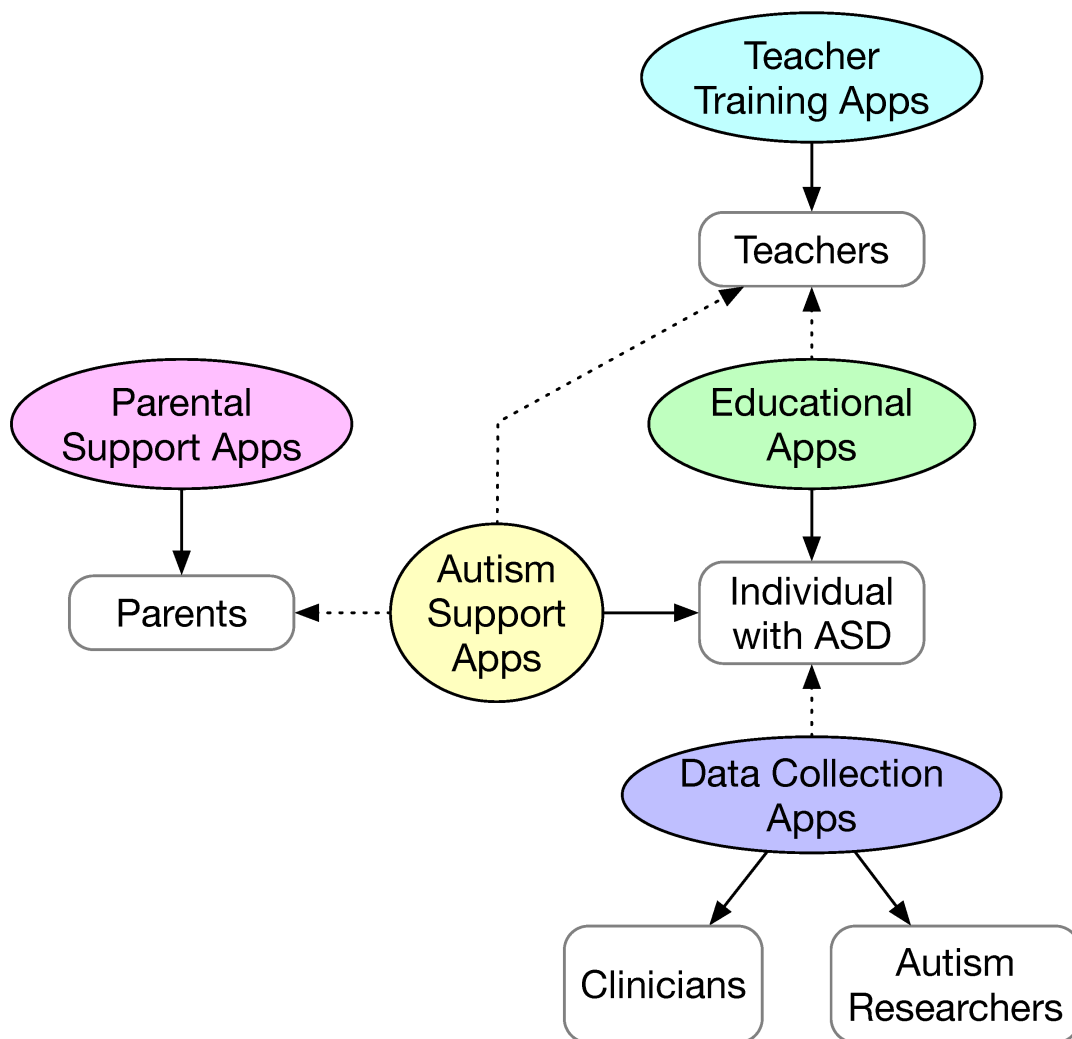 Teacher
Training Apps
Teachers
Parental
Support Apps
Educational
Apps
Parents
Autism
Support
Apps
Individual
with ASD
Data Collection
Apps
Clinicians
Autism
Researchers